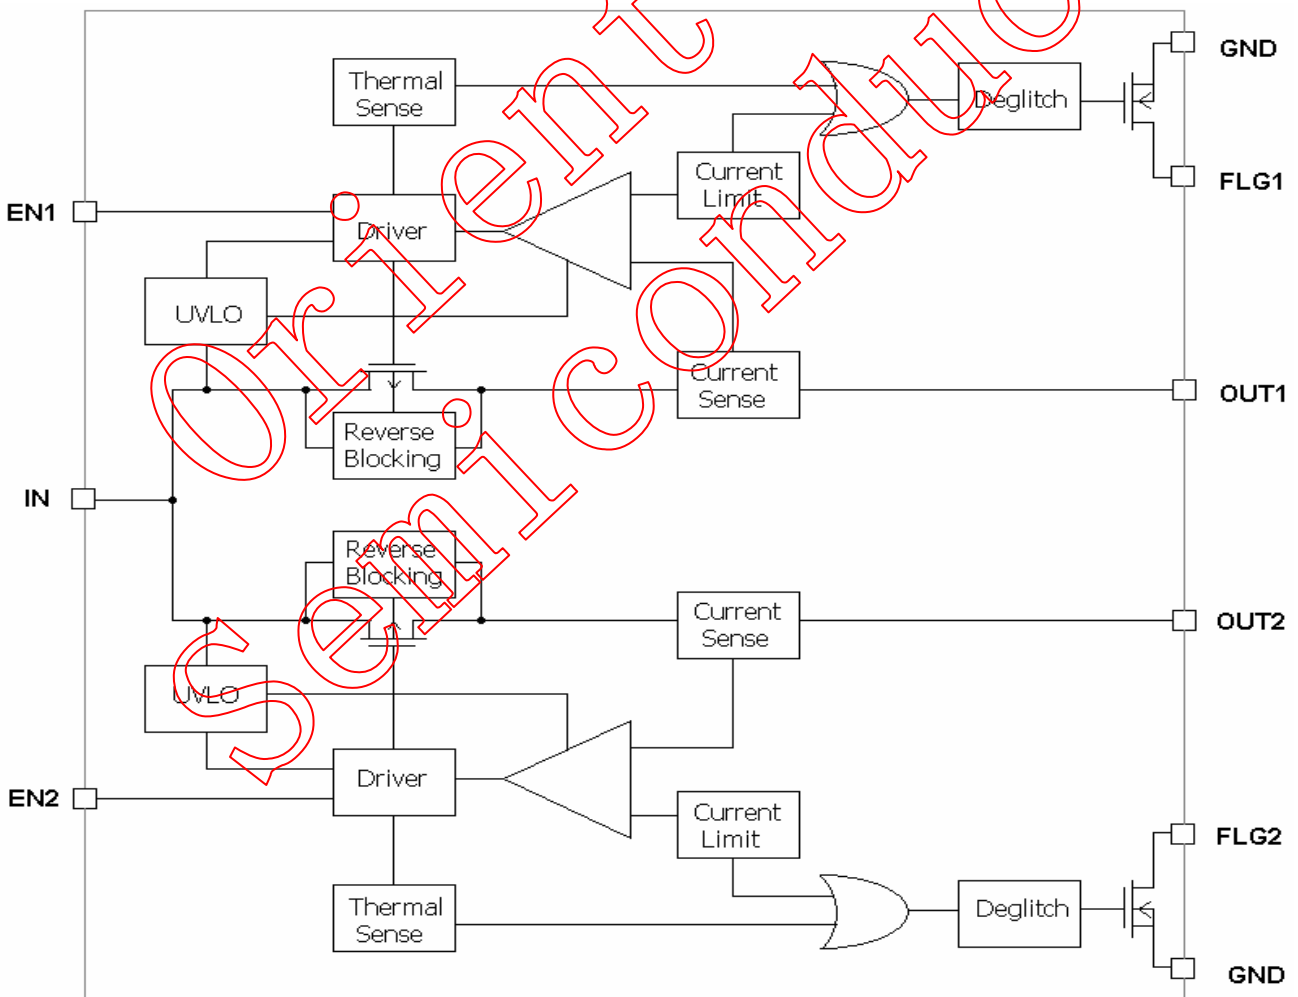 GND
Thermal
Sense
Deglitch
Current
Limit
FLG1
EN1
Driver
UVLO
Current
Sense
OUT1
Reverse
Blocking
IN
Reverse
Blocking
Current
Sense
OUT2
UVLO
Driver
EN2
Current
Limit
FLG2
Thermal
Sense
Deglitch
GND
Orient
Semiconduc